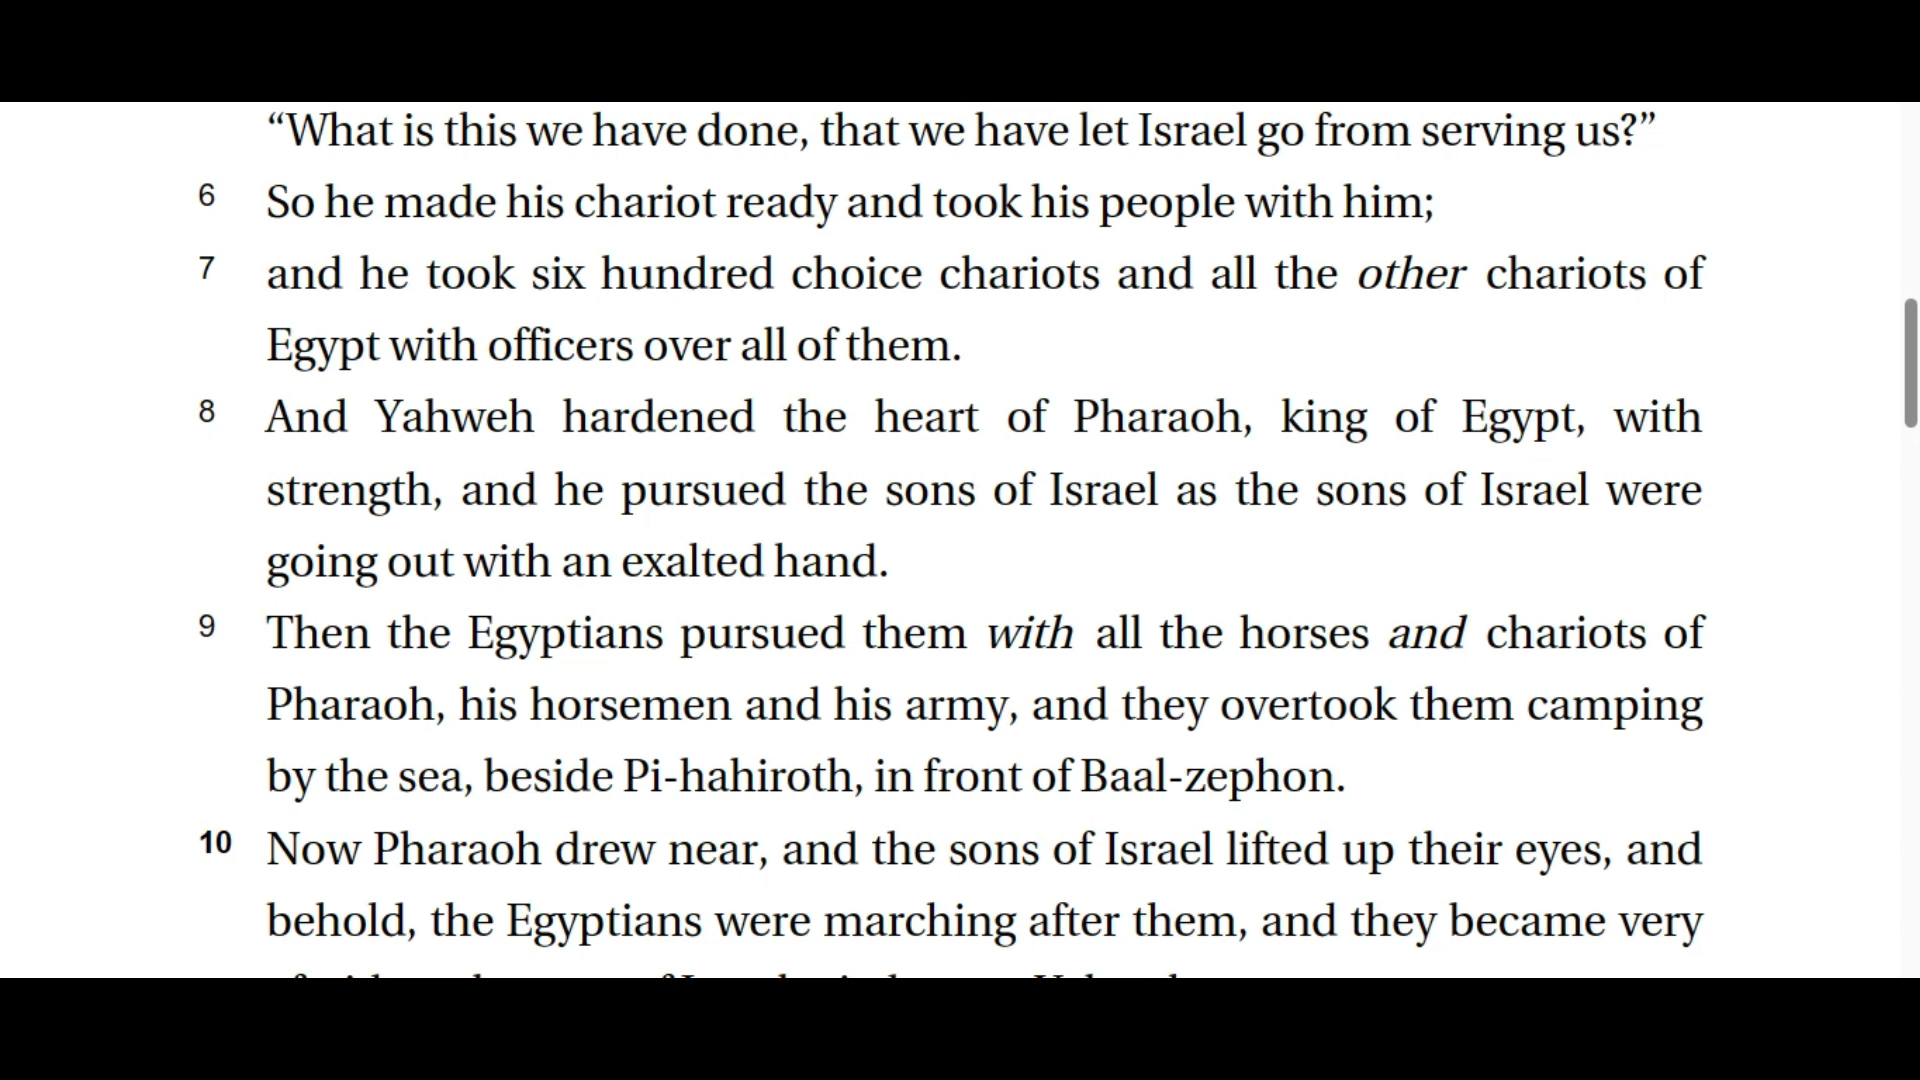 “What is this we have done, that we have let Israel go from serving us?”
6 So he made his chariot ready and took his people with him;
7 and he took six hundred choice chariots and all the other chariots of
Egypt with officers over all of them.
8 And Yahweh hardened the heart of Pharaoh, king of Egypt, with
strength, and he pursued the sons of Israel as the sons of Israel were
going out with an exalted hand.
9 Then the Egyptians pursued them with all the horses and chariots of
Pharaoh, his horsemen and his army, and they overtook them camping
by the sea, beside Pi-hahiroth, in front of Baal-zephon.
10 Now Pharaoh drew near, and the sons of Israel lifted up their eyes, and
behold, the Egyptians were marching after them, and they became very